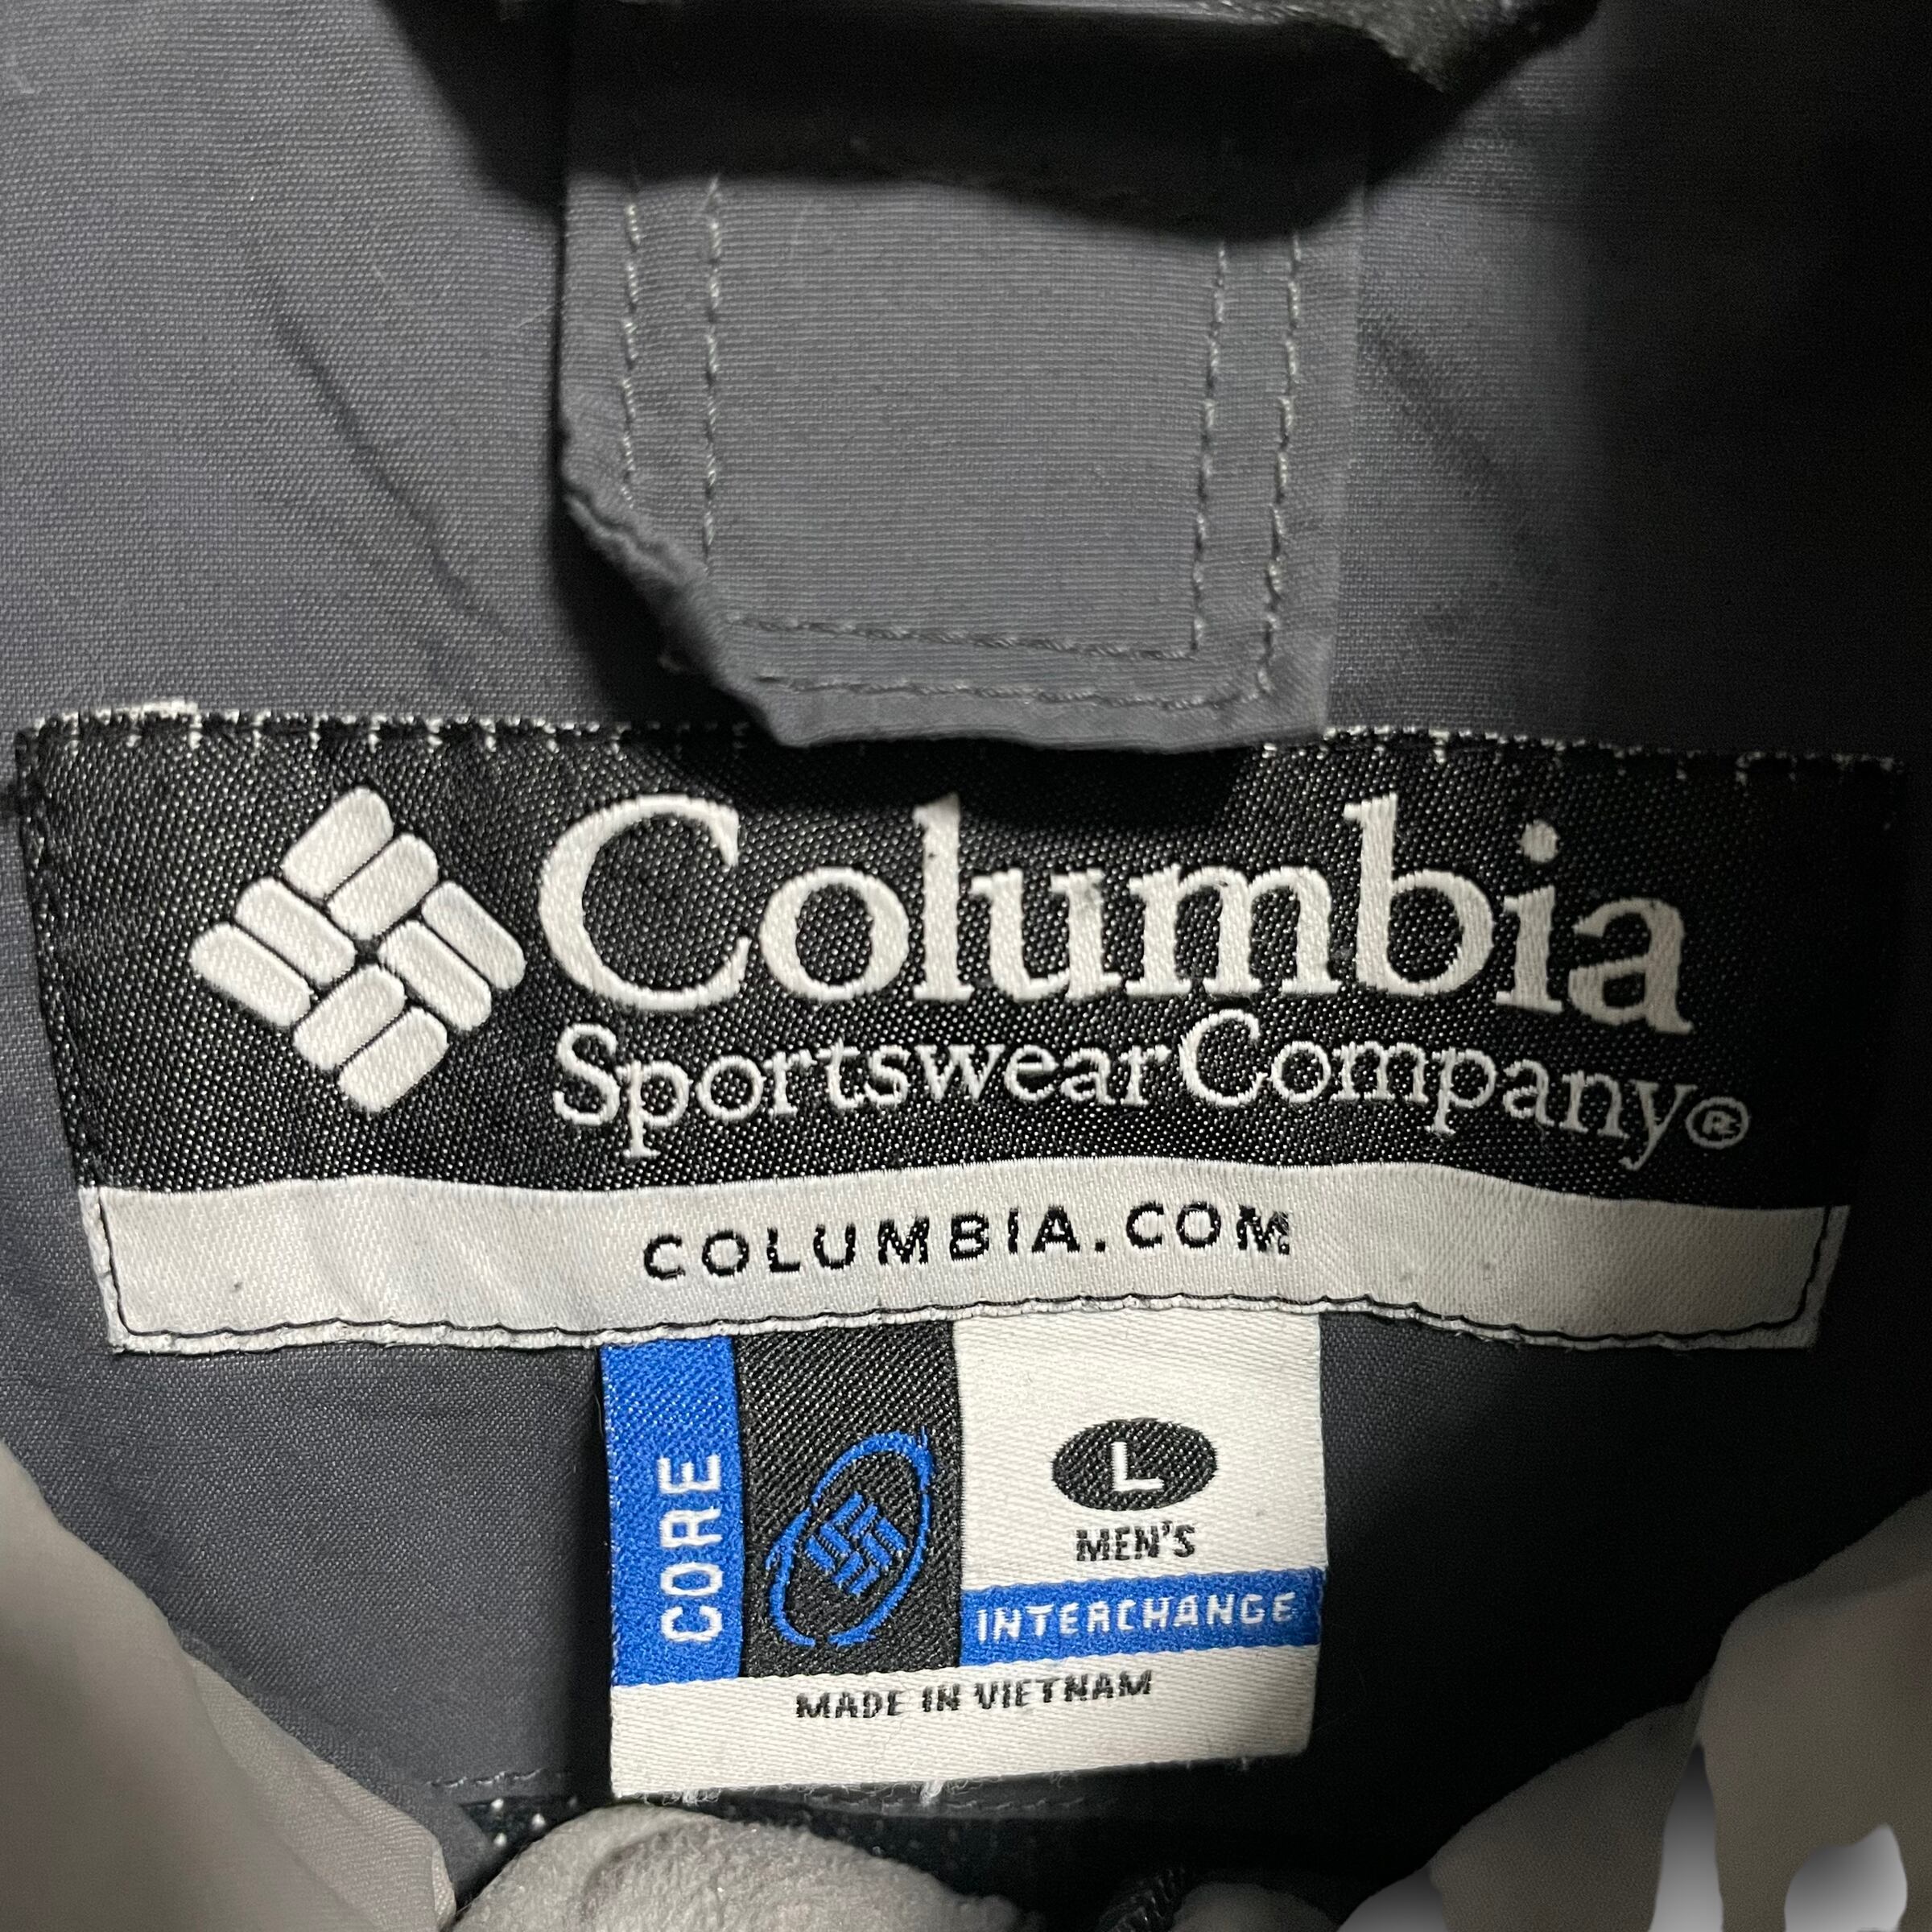 Columbia
Sportswear Company®
COLUMBIA.COM
CORE
L
MEN'S
INTERCHANGE
MADE IN VIETNAM